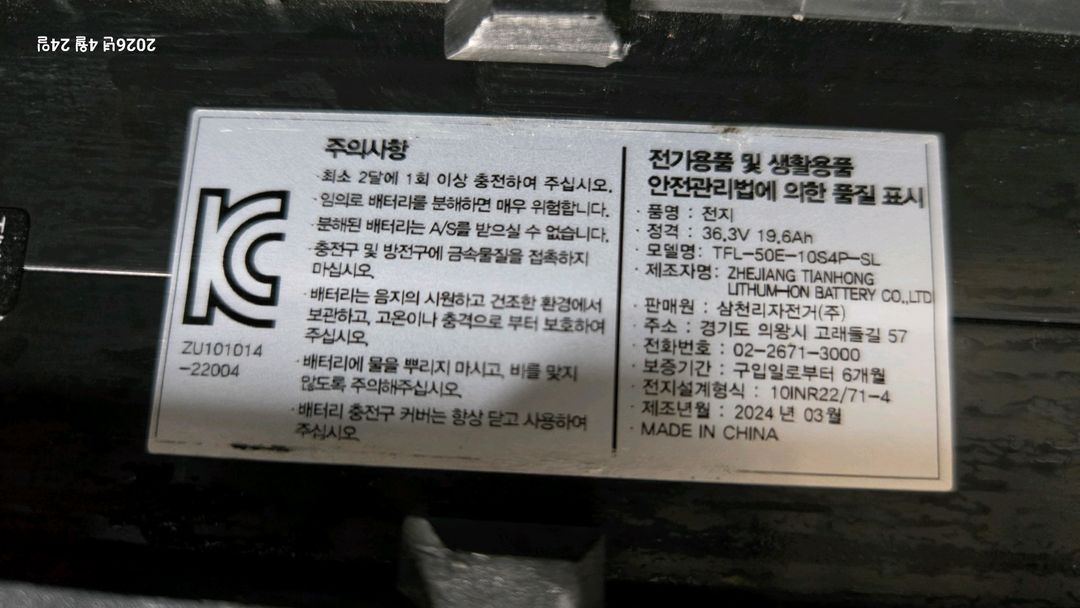 2026년 4월 24일
주의사항
·최소 2달에 1회 이상 충전하여 주십시오.
·임의로 배터리를 분해하면 매우 위험합니다.
·분해된 배터리는 A/S를 받으실 수 없습니다.
·충전구 및 방전구에 금속물질을 접촉하지
마십시오.
·배터리는 음지의 시원하고 건조한 환경에서
보관하고, 고온이나 충격으로 부터 보호하여
주십시오.
·배터리에 물을 뿌리지 마시고, 비를 맞지
않도록 주의해주십시오.
·배터리 충전구 커버는 항상 닫고 사용하여
주십시오.
ZU101014
-22004
전기용품 및 생활용품
안전관리법에 의한 품질 표시
·품명 : 전지
·정격 : 36.3V 19.6Ah
·모델명: TFL-50E-10S4P-SL
·제조자명: ZHEJIANG TIANHONG
LITHUM-ION BATTERY CO.,LTD
·판매원 : 삼천리자전거(주)
·주소 : 경기도 의왕시 고래들길 57
·전화번호 : 02-2671-3000
·보증기간 : 구입일로부터 6개월
·전지설계형식 : 10INR22/71-4
·제조년월 : 2024년 03월
·MADE IN CHINA